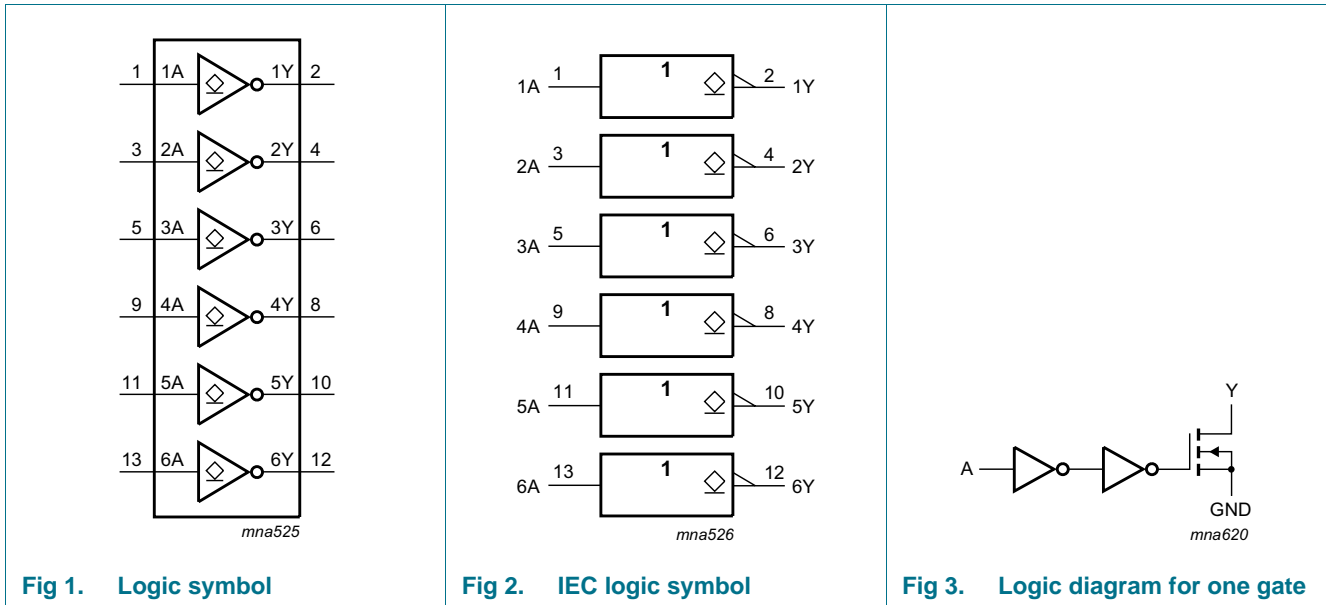 1 1A 1Y 2
3 2A 2Y 4
5 3A 3Y 6
9 4A 4Y 8
11 5A 5Y 10
13 6A 6Y 12
mna525
Fig 1. Logic symbol
1A 1 1 2 1Y
2A 3 1 4 2Y
3A 5 1 6 3Y
4A 9 1 8 4Y
5A 11 1 10 5Y
6A 13 1 12 6Y
mna526
Fig 2. IEC logic symbol
Y
A
GND
mna620
Fig 3. Logic diagram for one gate